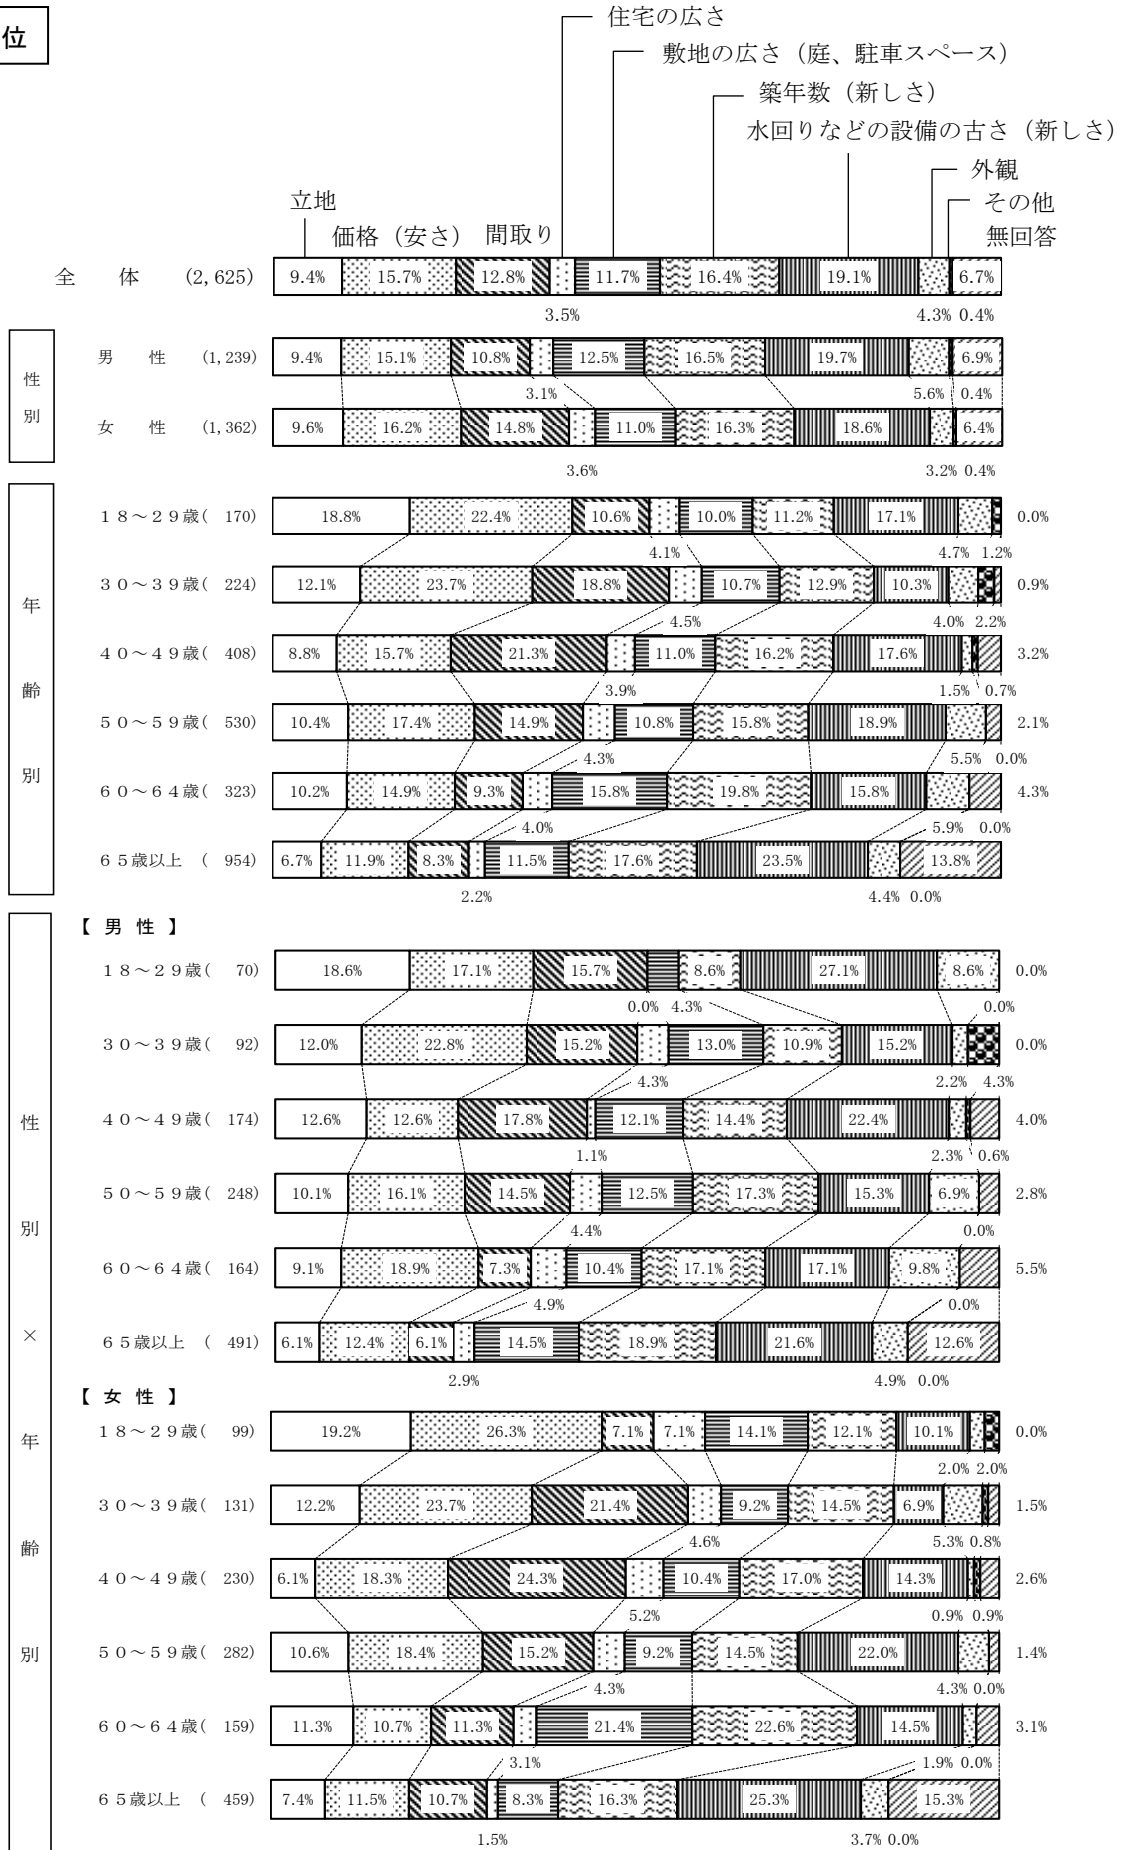 位
住宅の広さ
敷地の広さ（庭、駐車スペース）
築年数（新しさ）
水回りなどの設備の古さ（新しさ）
外観
その他
無回答
立地
価格（安さ） 間取り
全　体　(2,625) 9.4% 15.7% 12.8% 11.7% 16.4% 19.1% 6.7%
3.5% 4.3% 0.4%
性別
男　性　(1,239) 9.4% 15.1% 10.8% 12.5% 16.5% 19.7% 6.9%
3.1% 5.6% 0.4%
女　性　(1,362) 9.6% 16.2% 14.8% 11.0% 16.3% 18.6% 6.4%
3.6% 3.2% 0.4%
年齢別
１８～２９歳( 170) 18.8% 22.4% 10.6% 10.0% 11.2% 17.1% 0.0%
4.1% 4.7% 1.2%
３０～３９歳( 224) 12.1% 23.7% 18.8% 10.7% 12.9% 10.3% 0.9%
4.5% 4.0% 2.2%
４０～４９歳( 408) 8.8% 15.7% 21.3% 11.0% 16.2% 17.6% 3.2%
3.9% 1.5% 0.7%
５０～５９歳( 530) 10.4% 17.4% 14.9% 10.8% 15.8% 18.9% 2.1%
4.3% 5.5% 0.0%
６０～６４歳( 323) 10.2% 14.9% 9.3% 15.8% 19.8% 15.8% 4.3%
4.0% 5.9% 0.0%
６５歳以上 ( 954) 6.7% 11.9% 8.3% 11.5% 17.6% 23.5% 13.8%
2.2% 4.4% 0.0%
性別×年齢別
【 男 性 】
１８～２９歳( 70) 18.6% 17.1% 15.7% 8.6% 27.1% 8.6% 0.0%
0.0% 4.3% 0.0%
３０～３９歳( 92) 12.0% 22.8% 15.2% 13.0% 10.9% 15.2% 0.0%
4.3% 2.2% 4.3%
４０～４９歳( 174) 12.6% 12.6% 17.8% 12.1% 14.4% 22.4% 4.0%
1.1% 2.3% 0.6%
５０～５９歳( 248) 10.1% 16.1% 14.5% 12.5% 17.3% 15.3% 6.9% 2.8%
4.4% 0.0%
６０～６４歳( 164) 9.1% 18.9% 7.3% 10.4% 17.1% 17.1% 9.8% 5.5%
4.9% 0.0%
６５歳以上 ( 491) 6.1% 12.4% 6.1% 14.5% 18.9% 21.6% 12.6%
2.9% 4.9% 0.0%
【 女 性 】
１８～２９歳( 99) 19.2% 26.3% 7.1% 7.1% 14.1% 12.1% 10.1% 0.0%
2.0% 2.0%
３０～３９歳( 131) 12.2% 23.7% 21.4% 9.2% 14.5% 6.9% 1.5%
4.6% 5.3% 0.8%
４０～４９歳( 230) 6.1% 18.3% 24.3% 10.4% 17.0% 14.3% 2.6%
5.2% 0.9% 0.9%
５０～５９歳( 282) 10.6% 18.4% 15.2% 9.2% 14.5% 22.0% 1.4%
4.3% 4.3% 0.0%
６０～６４歳( 159) 11.3% 10.7% 11.3% 21.4% 22.6% 14.5% 3.1%
3.1% 1.9% 0.0%
６５歳以上 ( 459) 7.4% 11.5% 10.7% 8.3% 16.3% 25.3% 15.3%
1.5% 3.7% 0.0%